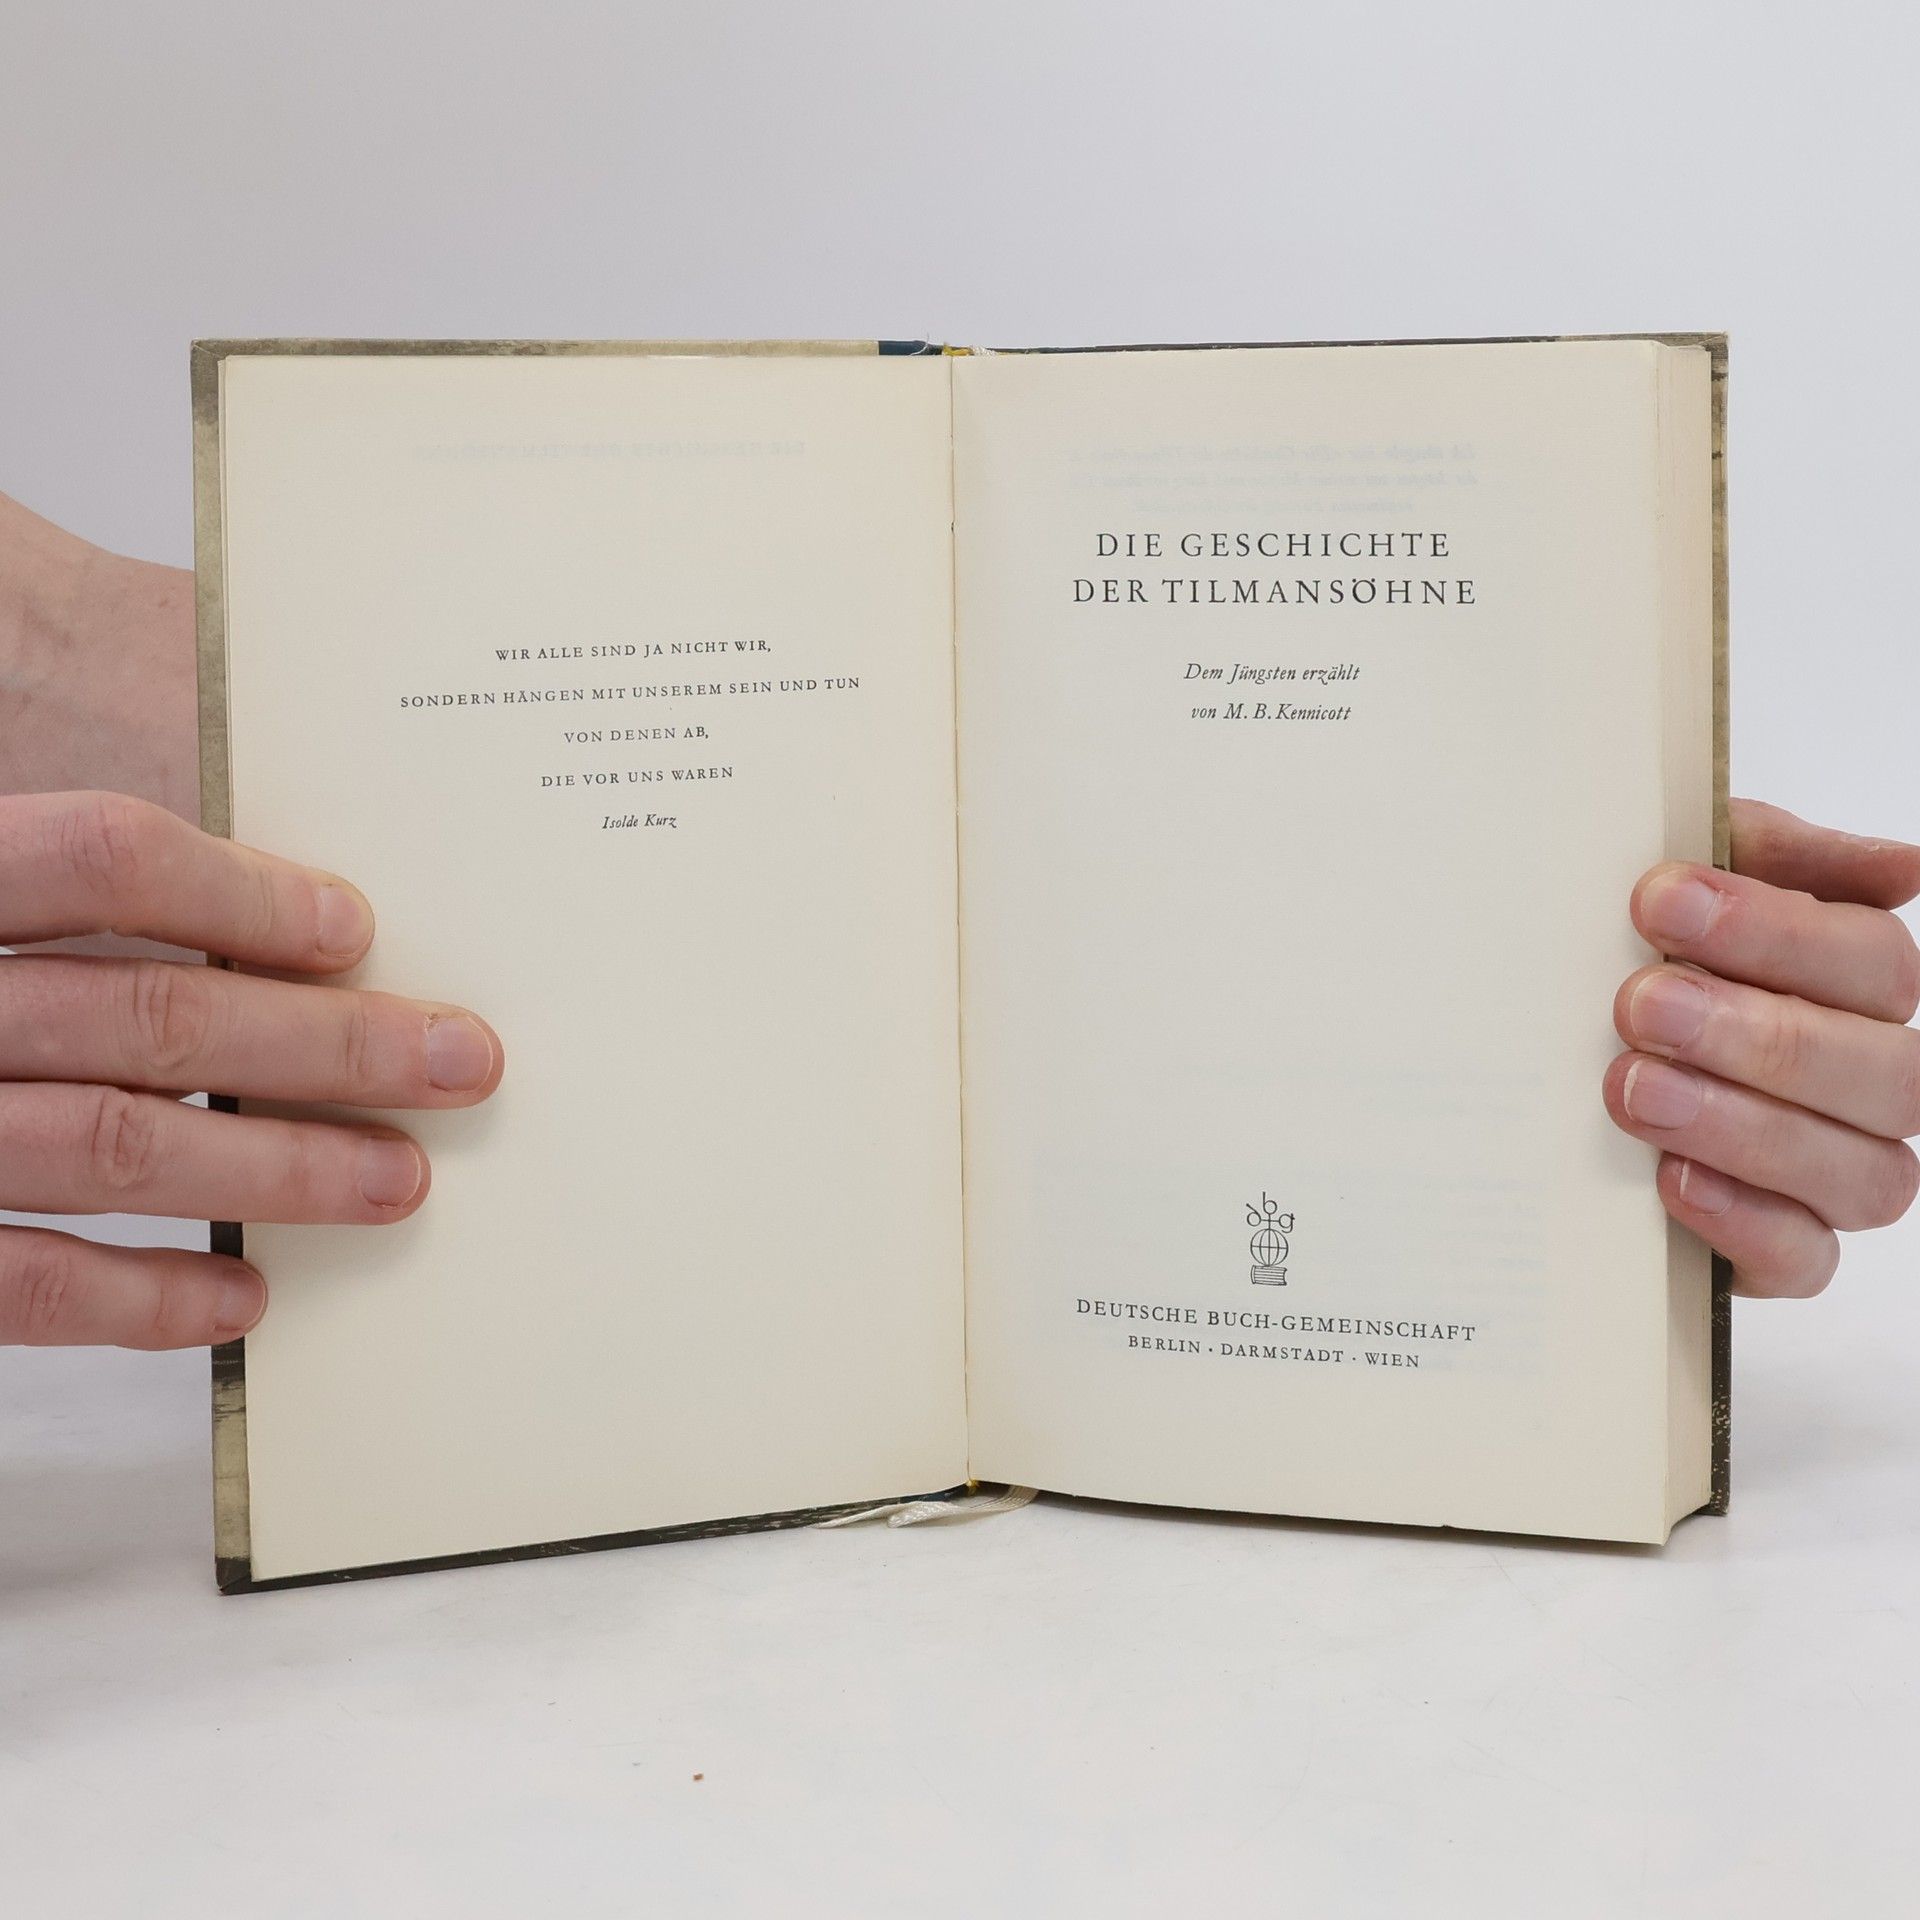 WIR ALLE SIND JA NICHT WIR,
SONDERN HÄNGEN MIT UNSEREM SEIN UND TUN
VON DENEN AB,
DIE VOR UNS WAREN
Isolde Kurz
DIE GESCHICHTE
DER TILMANSÖHNE
Dem Jüngsten erzählt
von M. B. Kennicott
dbg
DEUTSCHE BUCH-GEMEINSCHAFT
BERLIN · DARMSTADT · WIEN